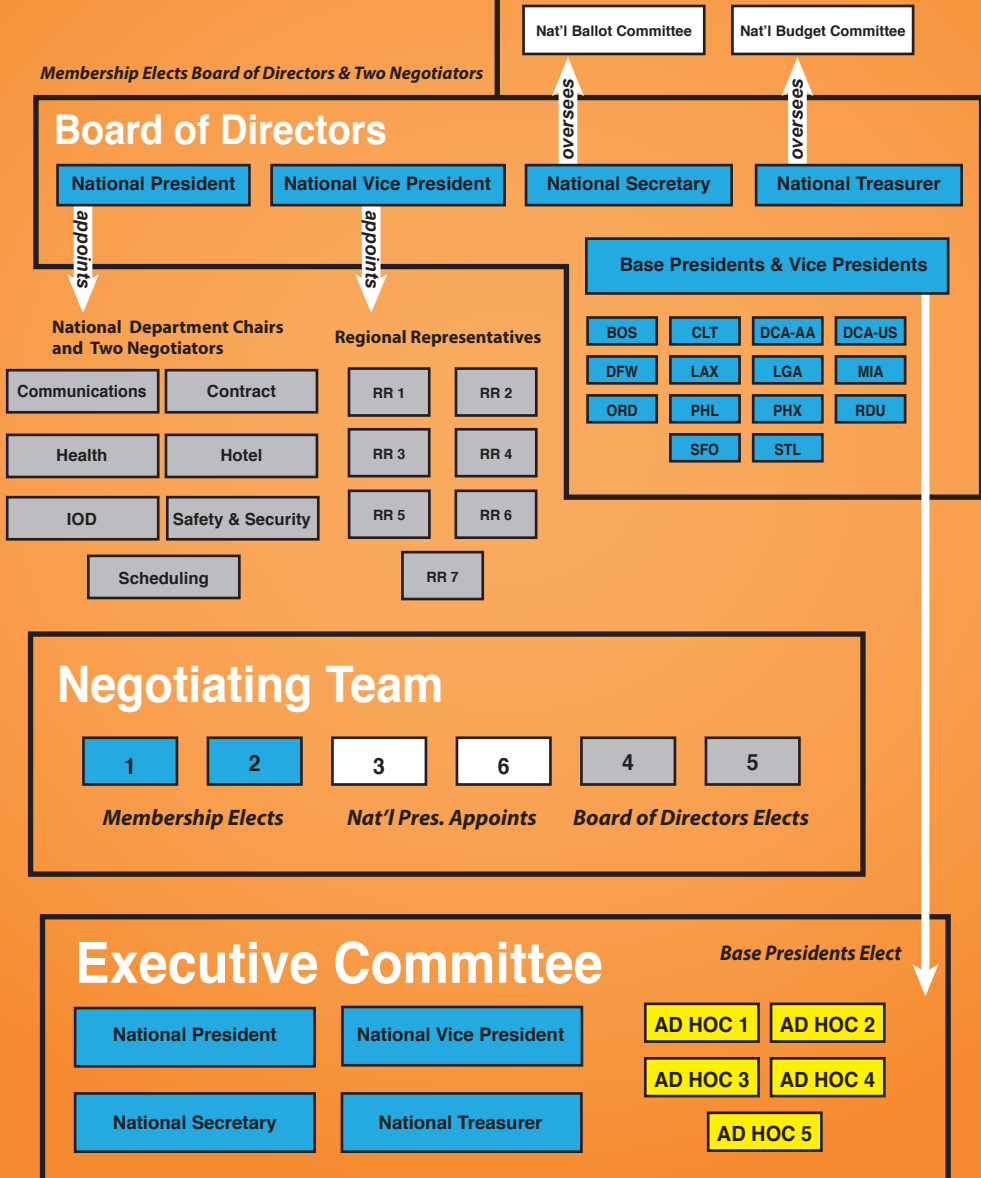 Nat'l Ballot Committee
Nat'l Budget Committee
Membership Elects Board of Directors & Two Negotiators
oversees
oversees
Board of Directors
National President
National Vice President
National Secretary
National Treasurer
appoints
appoints
Base Presidents & Vice Presidents
National Department Chairs
and Two Negotiators
Regional Representatives
BOS
CLT
DCA-AA
DCA-US
DFW
LAX
LGA
MIA
ORD
PHL
PHX
RDU
SFO
STL
Communications
Contract
Health
Hotel
IOD
Safety & Security
Scheduling
RR 1
RR 2
RR 3
RR 4
RR 5
RR 6
RR 7
Negotiating Team
1
2
3
6
4
5
Membership Elects
Nat'l Pres. Appoints
Board of Directors Elects
Executive Committee
Base Presidents Elect
National President
National Vice President
National Secretary
National Treasurer
AD HOC 1
AD HOC 2
AD HOC 3
AD HOC 4
AD HOC 5